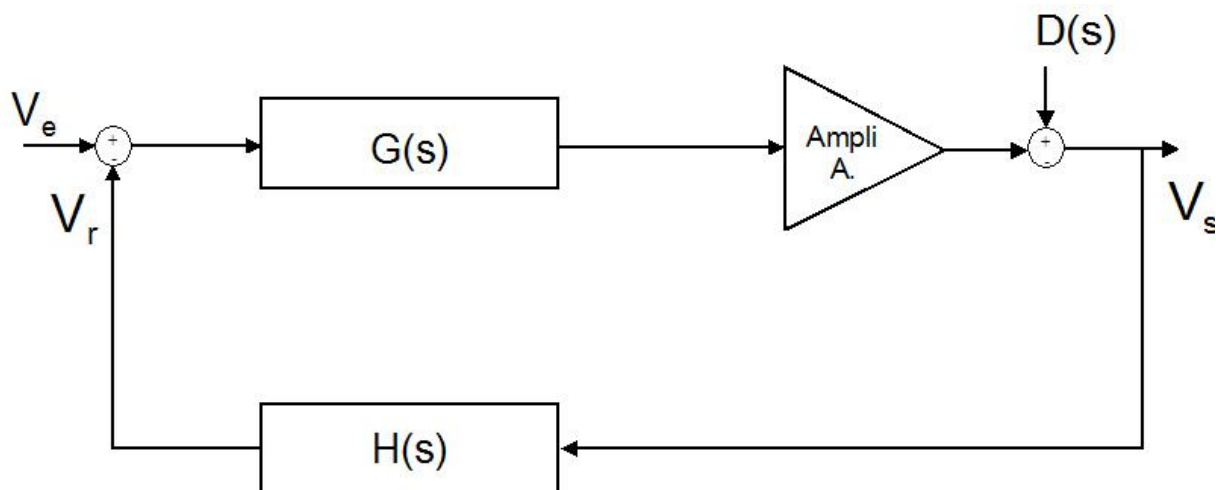 D(s)
Ve
+
-
G(s)
Ampli
A.
+
-
Vr
Vs
H(s)